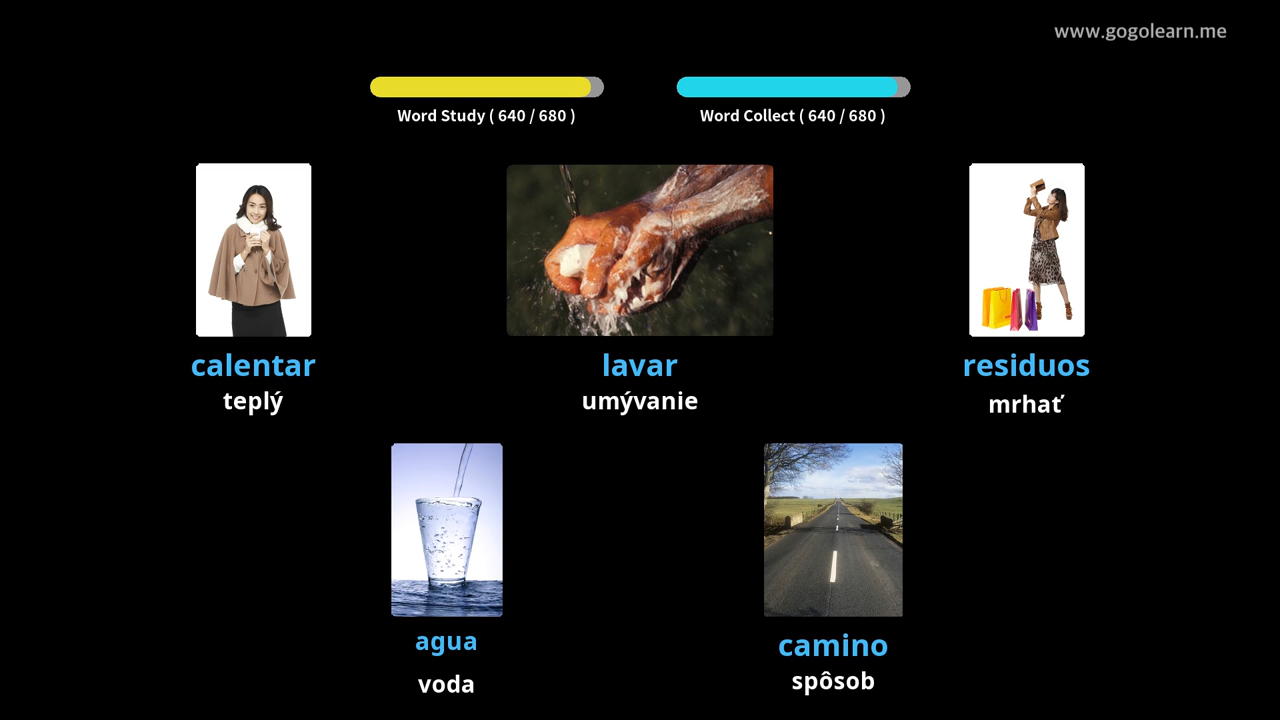 www.gogolearn.me
Word Study ( 640 / 680 )
Word Collect ( 640 / 680 )
calentar
teplý
lavar
umývanie
residuos
mrhať
agua
voda
camino
spôsob